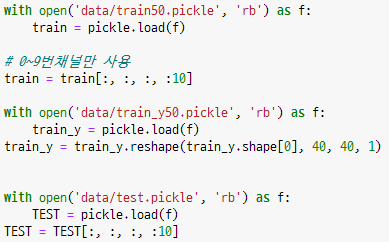 with open('data/train50.pickle', 'rb') as f:
    train = pickle.load(f)
# 0~9번채널만 사용
train = train[:, :, :, :10]
with open('data/train_y50.pickle', 'rb') as f:
    train_y = pickle.load(f)
train_y = train_y.reshape(train_y.shape[0], 40, 40, 1)
with open('data/test.pickle', 'rb') as f:
    TEST = pickle.load(f)
TEST = TEST[:, :, :, :10]